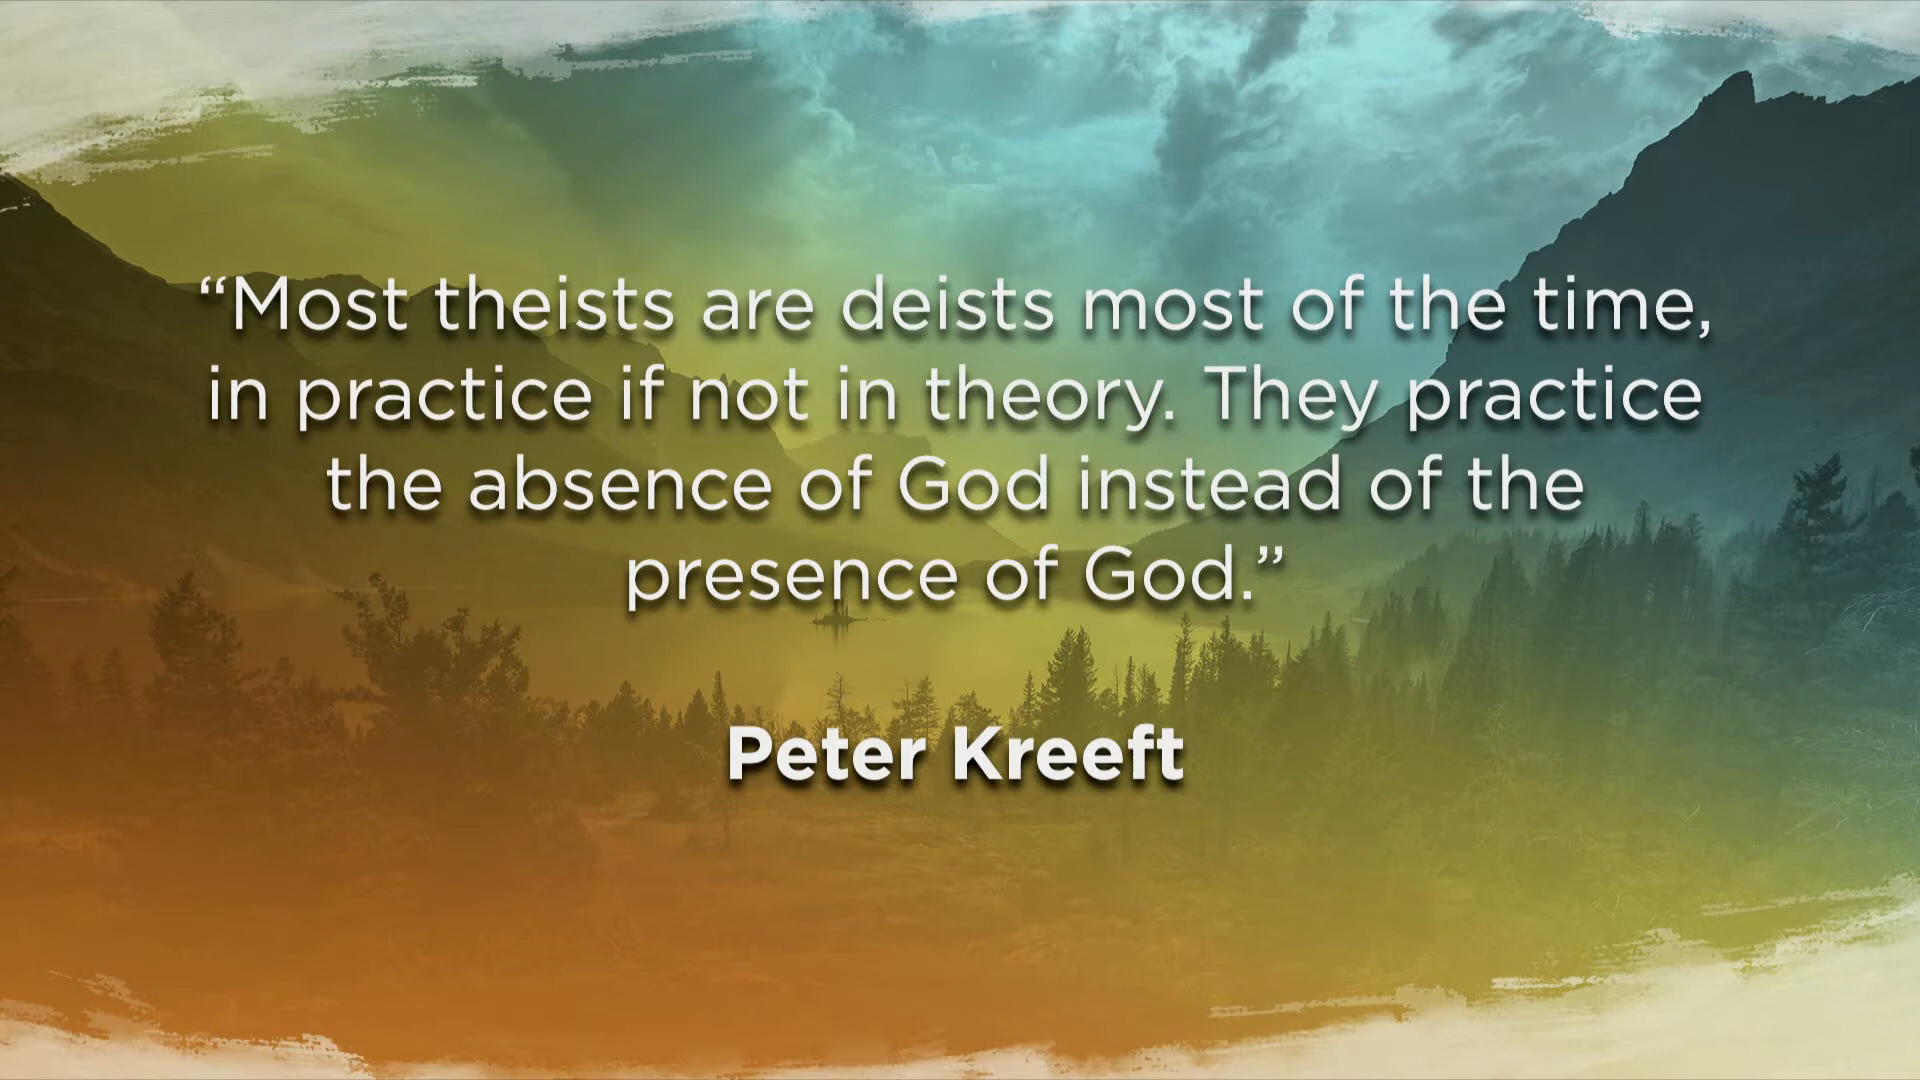 “Most theists are deists most of the time,
in practice if not in theory. They practice
the absence of God instead of the
presence of God.”
Peter Kreeft